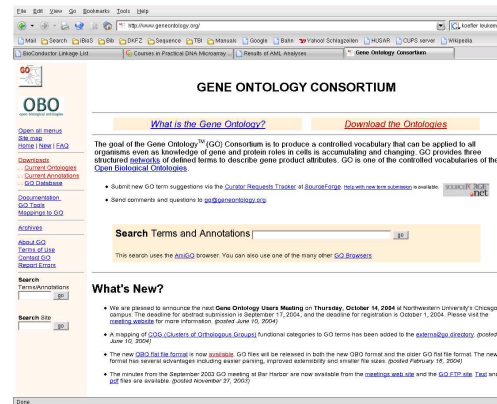 File Edit View Go Bookmarks Tools Help
http://www.geneontology.org/
Mail Search iBioS Bib DKFZ Sequence TBI Manuals Google Bahn Yahoo! Schlagzeilen HUSAR CUPS server Wikipedia
BioConductor Linkage List Courses in Practical DNA Microarray ... Results of AML Analyses Gene Ontology Consortium
GO
OBO
open biological ontologies
Open all menus
Site map
Home | New | FAQ
Downloads
Current Ontologies
Current Annotations
GO Database
Documentation
GO Tools
Mappings to GO
Archives
About GO
Terms of Use
Contact GO
Report Errors
Search
Terms/Annotations
go
Search Site
go
GENE ONTOLOGY CONSORTIUM
What is the Gene Ontology? Download the Ontologies
The goal of the Gene Ontology™ (GO) Consortium is to produce a controlled vocabulary that can be applied to all
organisms even as knowledge of gene and protein roles in cells is accumulating and changing. GO provides three
structured networks of defined terms to describe gene product attributes. GO is one of the controlled vocabularies of the
Open Biological Ontologies.
Submit new GO term suggestions via the Curator Requests Tracker at SourceForge. Help with new term submission is available. SOURCEFORGE .net
Send comments and questions to go@geneontology.org.
Search Terms and Annotations go
This search uses the AmiGO browser. You can also use one of the many other GO Browsers
What's New?
We are pleased to announce the next Gene Ontology Users Meeting on Thursday, October 14, 2004 at Northwestern University's Chicago
campus. The deadline for abstract submission is September 17, 2004, and the deadline for registration is October 1, 2004. Please visit the
meeting website for more information. (posted June 10, 2004)
A mapping of COG (Clusters of Orthologous Groups) functional categories to GO terms has been added to the external2go directory. (posted
June 10, 2004)
The new OBO flat file format is now available. GO files will be released in both the new OBO format and the older GO flat file format. The new
format has several advantages including easier parsing, improved extensibility and smaller file sizes. (posted February 16, 2004)
The minutes from the September 2003 GO meeting at Bar Harbor are now available from the meetings web site and the GO FTP site. Text and
pdf files are available. (posted November 27, 2003)
Done